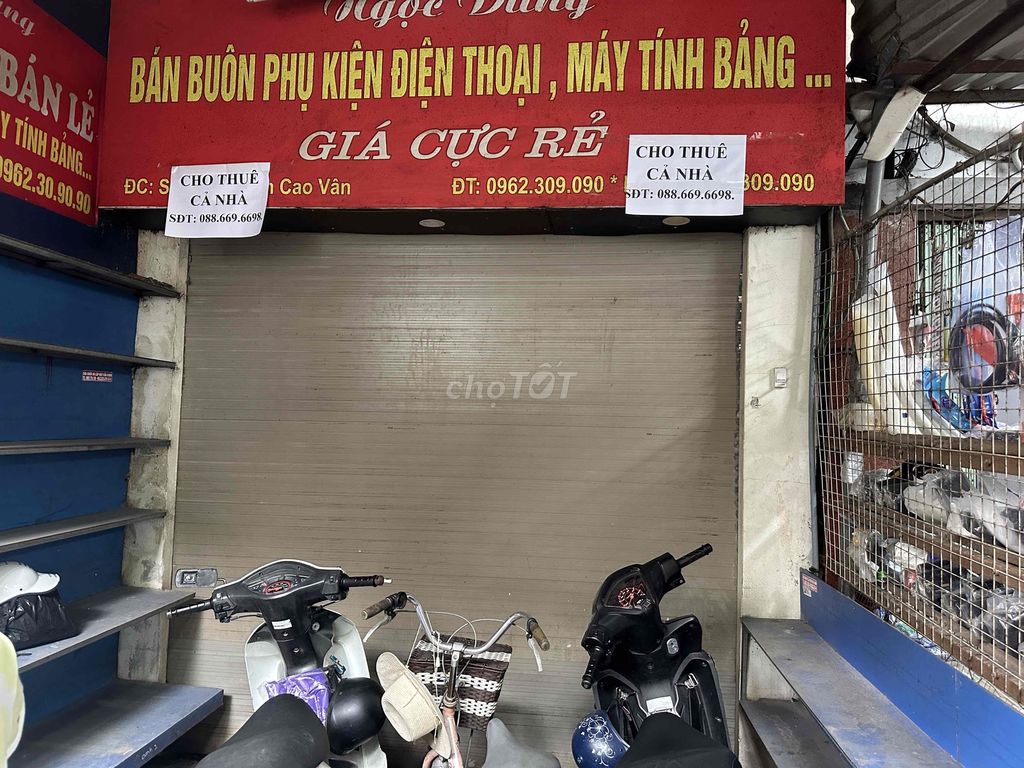 Ngọc Dung
BÁN BUÔN PHỤ KIỆN ĐIỆN THOẠI , MÁY TÍNH BẢNG ...
GIÁ CỰC RẺ
ĐC: S Cao Vân
ĐT: 0962.309.090 * 309.090
CHO THUÊ
CẢ NHÀ
SĐT: 088.669.6698.
CHO THUÊ
CẢ NHÀ
SĐT: 088.669.6698.
BÁN LẺ
Y TÍNH BẢNG...
0962.30.90.90
chợTỐT